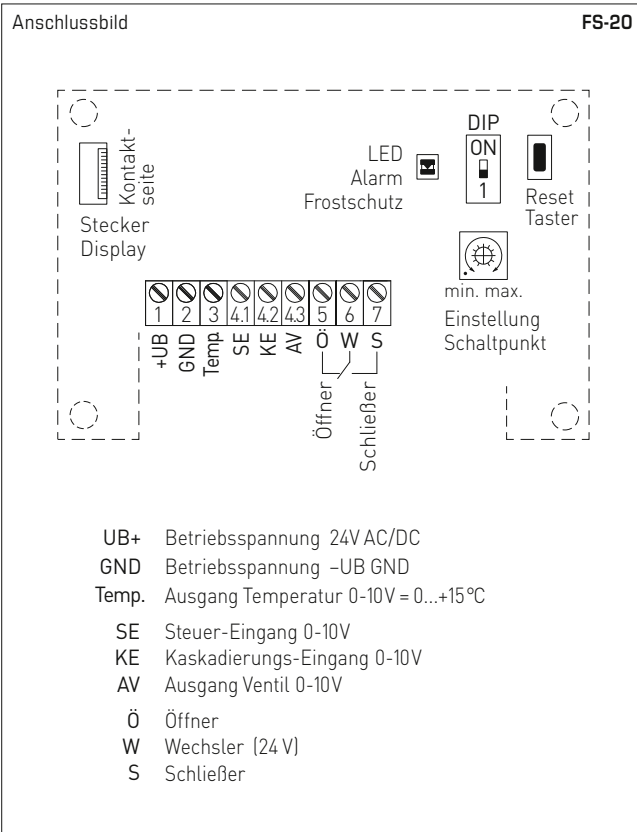 Anschlussbild FS-20
Kontakt-
seite
Stecker
Display
LED
Alarm
Frostschutz
DIP
ON
1
Reset
Taster
min. max.
Einstellung
Schaltpunkt
1 2 3 4.1 4.2 4.3 5 6 7
+UB GND Temp. SE KE AV Ö W S
Öffner
Schließer
UB+ Betriebsspannung 24V AC/DC
GND Betriebsspannung –UB GND
Temp. Ausgang Temperatur 0-10V = 0...+15°C
SE Steuer-Eingang 0-10V
KE Kaskadierungs-Eingang 0-10V
AV Ausgang Ventil 0-10V
Ö Öffner
W Wechsler (24 V)
S Schließer